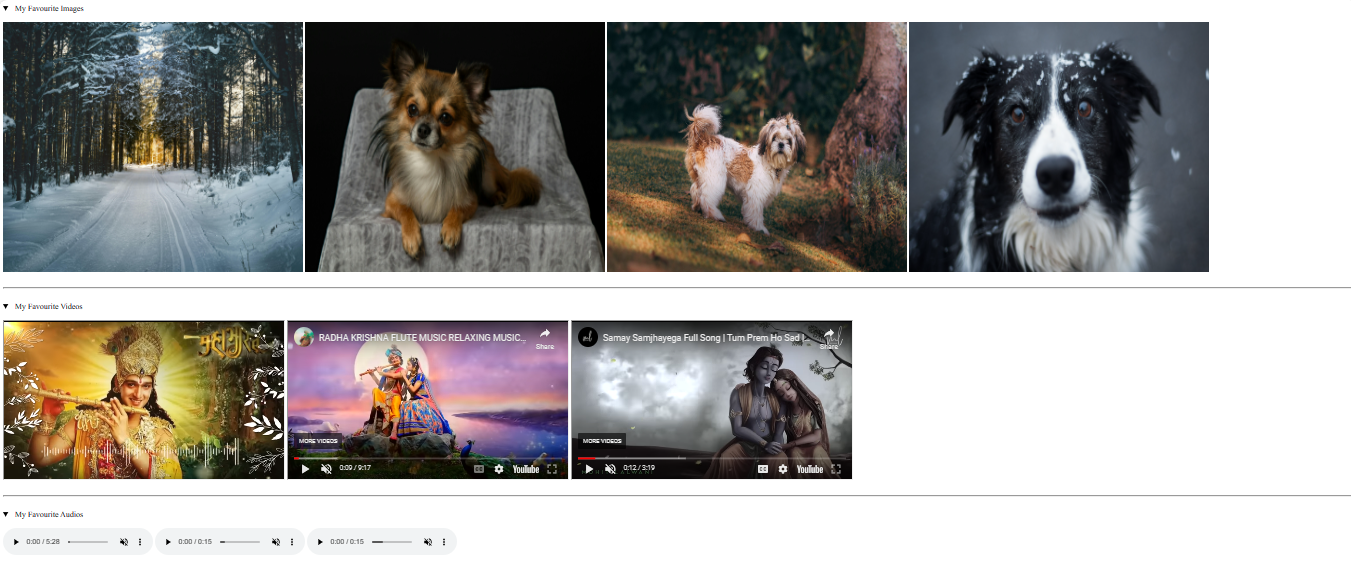 My Favourite Images
My Favourite Videos
RADHA KRISHNA FLUTE MUSIC RELAXING MUSIC...
Share
MORE VIDEOS
0:09 / 9:17
YouTube
Samay Samjhayega Full Song | Tum Prem Ho Sad |...
Share
MORE VIDEOS
0:12 / 3:19
YouTube
My Favourite Audios
0:00 / 5:28
0:00 / 0:15
0:00 / 0:15